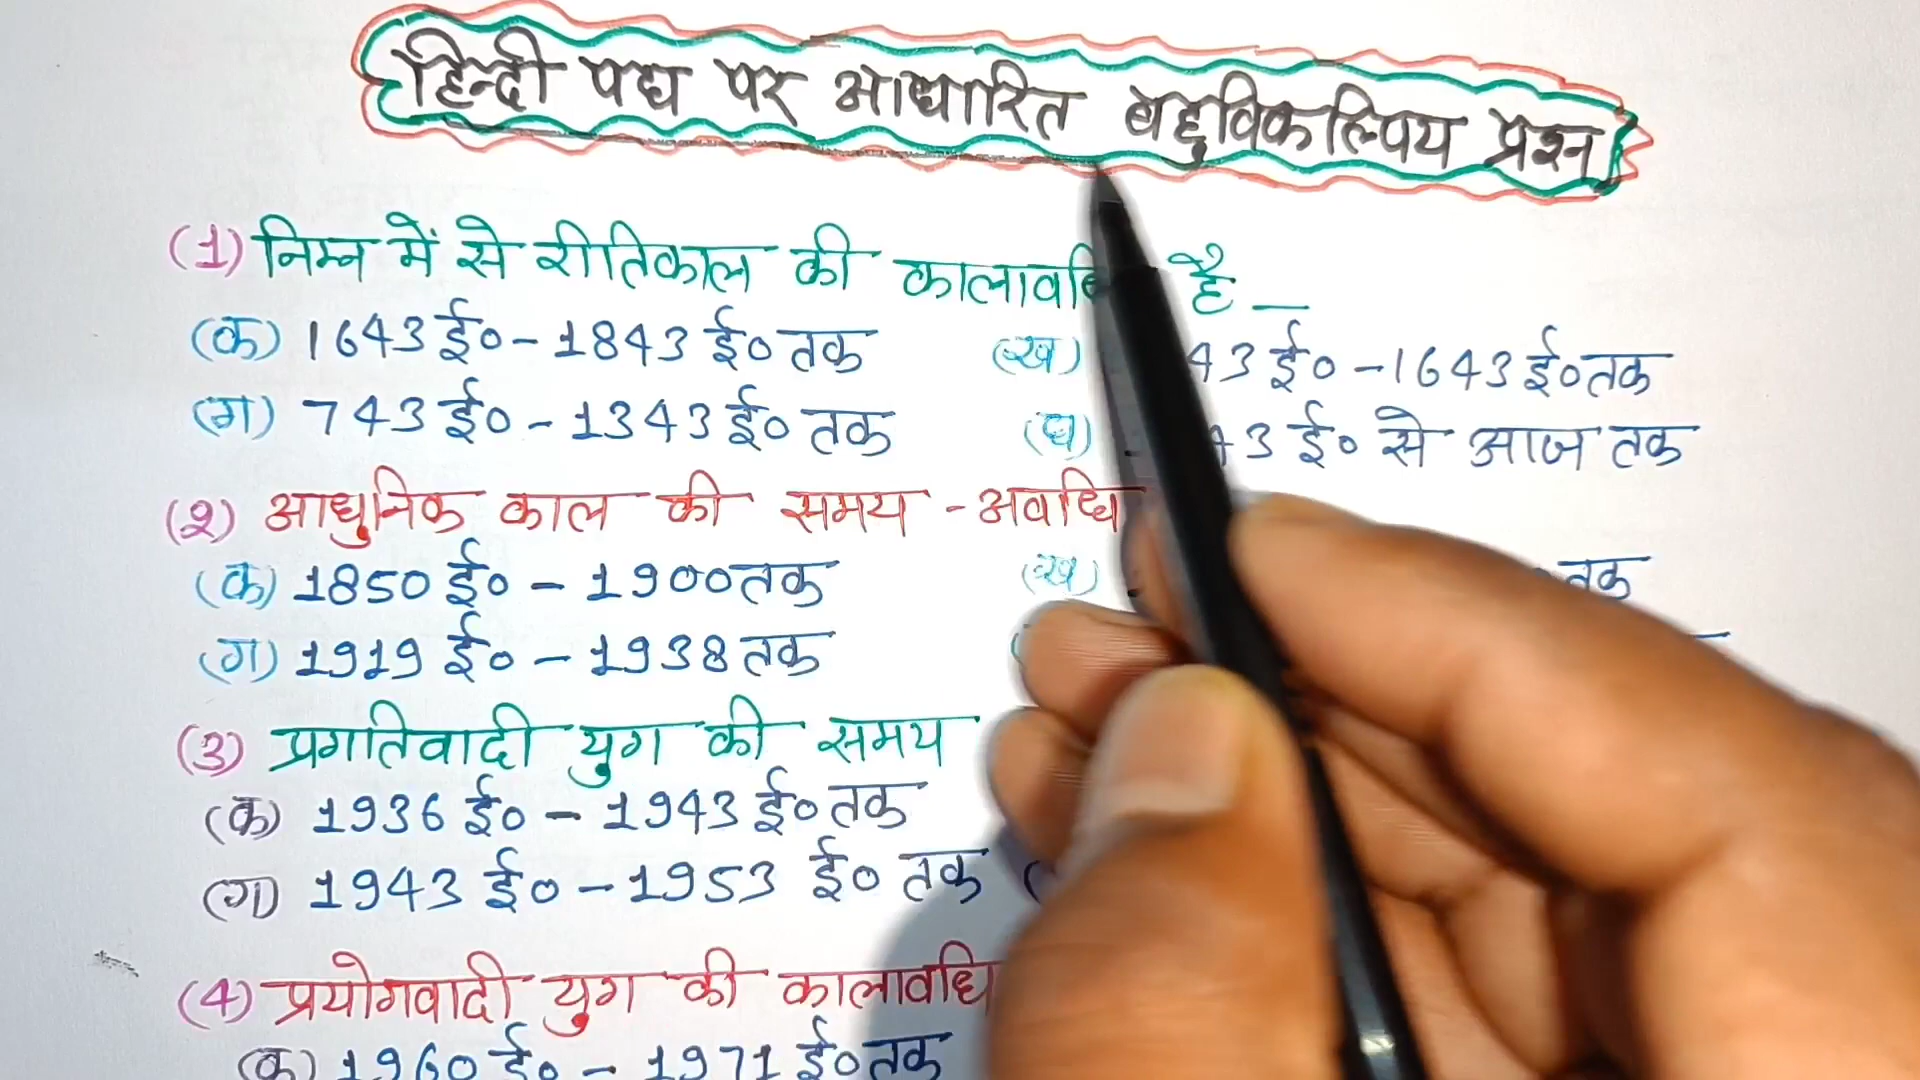 हिन्दी पद्य पर आधारित बहुविकल्पिय प्रश्न
(1) निम्न में से रीतिकाल की है –
(क) 1643 ई० – 1843 ई० तक (ख) 43 ई० – 1643 ई० तक
(ग) 743 ई० – 1343 ई० तक (घ) 43 ई० से आज तक
(2) आधुनिक काल की समय - अवधि
(क) 1850 ई० – 1900 तक (ख) तक
(ग) 1919 ई० – 1938 तक
(3) प्रगतिवादी युग की समय
(क) 1936 ई० – 1943 ई० तक
(ग) 1943 ई० – 1953 ई० तक (
(4) प्रयोगवादी युग की कालावधि
(क) 1960 ई० – 1971 ई० तक